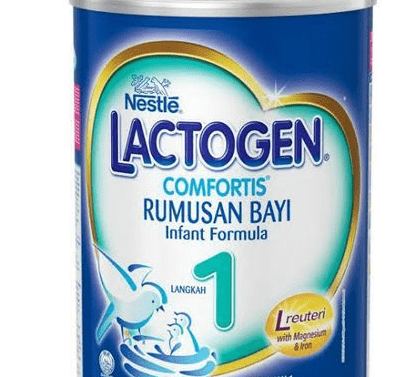 Nestlé
LACTOGEN®
COMFORTIS®
RUMUSAN BAYI
Infant Formula
LANGKAH 1
L reuteri
with Magnesium
& Iron